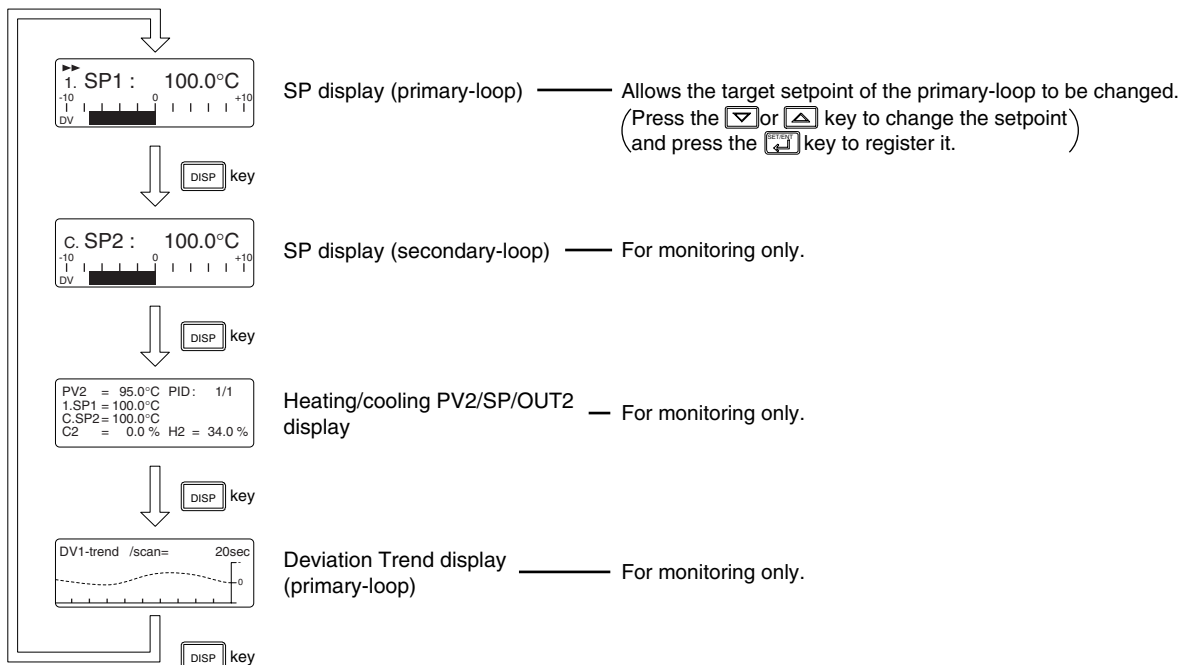 1. SP1 : 100.0°C
-10 0 +10
DV
SP display (primary-loop)
Allows the target setpoint of the primary-loop to be changed.
(Press the ▽ or △ key to change the setpoint
and press the SET/ENT key to register it.)
DISP key
C. SP2 : 100.0°C
-10 0 +10
DV
SP display (secondary-loop)
For monitoring only.
DISP key
PV2 = 95.0°C PID : 1/1
1.SP1 = 100.0°C
C.SP2 = 100.0°C
C2 = 0.0 % H2 = 34.0 %
Heating/cooling PV2/SP/OUT2
display
For monitoring only.
DISP key
DV1-trend /scan= 20sec
0
Deviation Trend display
(primary-loop)
For monitoring only.
DISP key